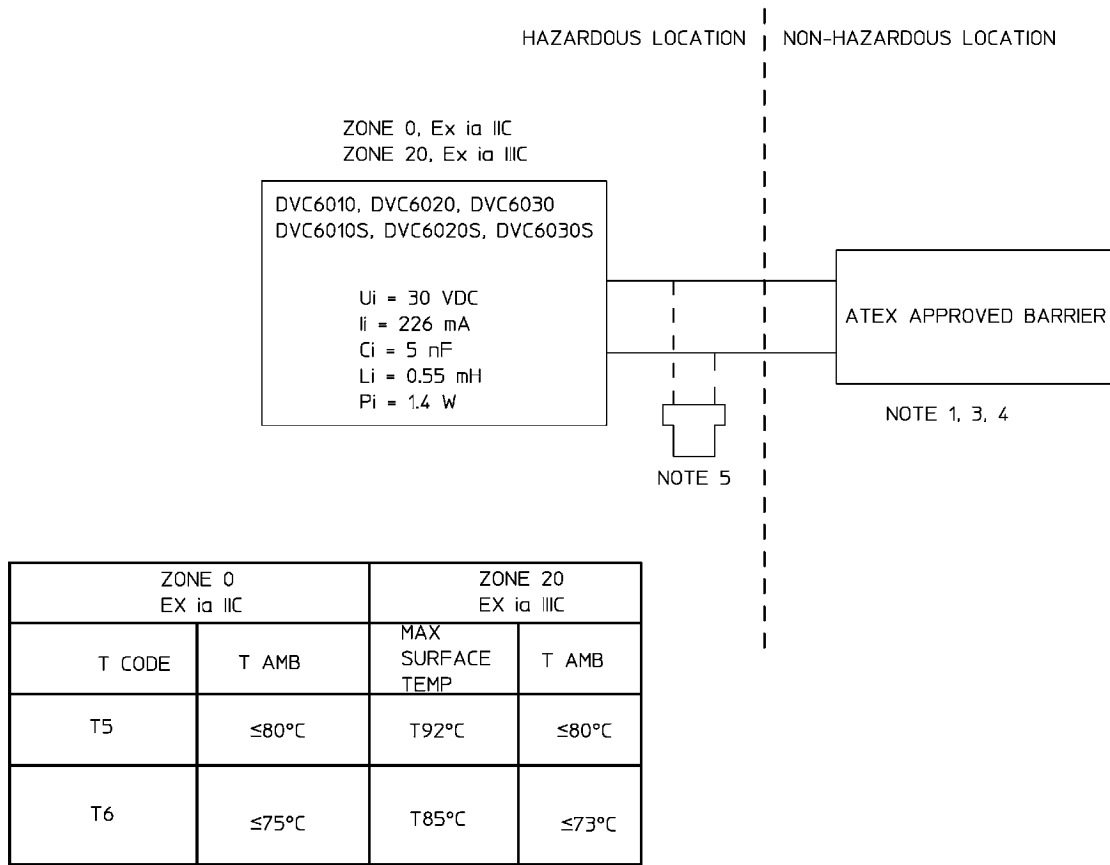 HAZARDOUS LOCATION
NON-HAZARDOUS LOCATION
ZONE 0, Ex ia IIC
ZONE 20, Ex ia IIIC
DVC6010, DVC6020, DVC6030
DVC6010S, DVC6020S, DVC6030S
Ui = 30 VDC
Ii = 226 mA
Ci = 5 nF
Li = 0.55 mH
Pi = 1.4 W
ATEX APPROVED BARRIER
NOTE 1, 3, 4
NOTE 5
ZONE 0
EX ia IIC
ZONE 20
EX ia IIIC
T CODE
T AMB
MAX
SURFACE
TEMP
T AMB
T5
≤80°C
T92°C
≤80°C
T6
≤75°C
T85°C
≤73°C